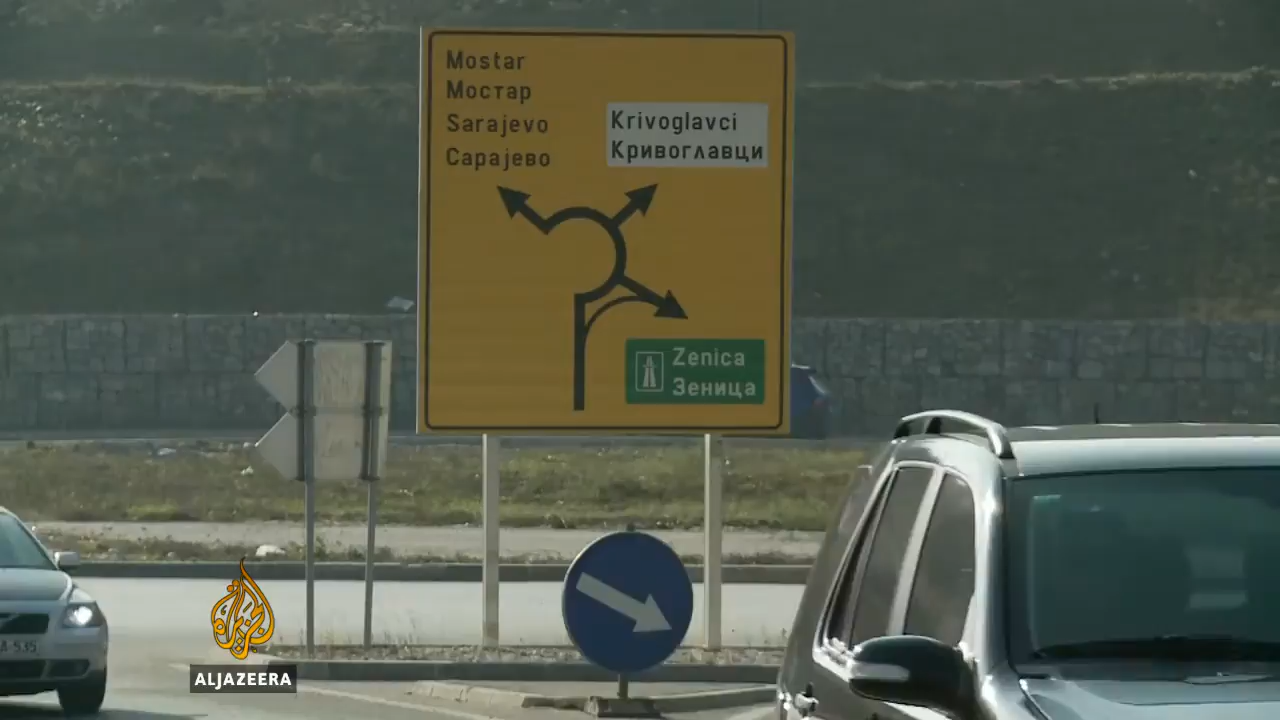 Mostar
Мостар
Sarajevo
Сарајево
Krivoglavci
Кривоглавци
Zenica
Зеница
ALJAZEERA